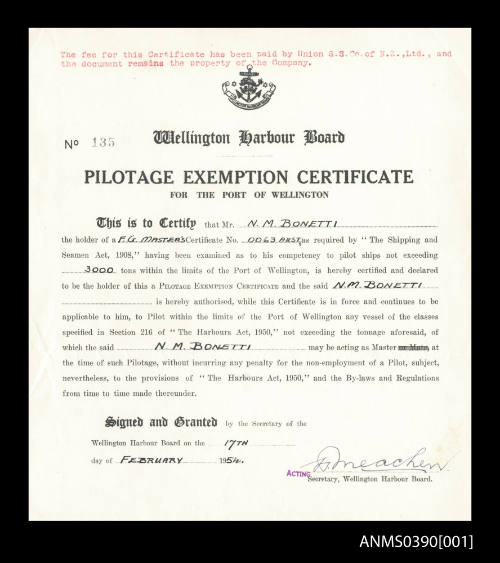 The fee for this Certificate has been paid by Union S.S.Co.of N.Z.,Ltd., and
the document remains the property of the Company.
No 135
Wellington Harbour Board
PILOTAGE EXEMPTION CERTIFICATE
FOR THE PORT OF WELLINGTON
This is to Certify that Mr. N. M. BONETTI
the holder of a F.G. MASTER'S Certificate No. 0063 as required by "The Shipping and
Seamen Act, 1908," having been examined as to his competency to pilot ships not exceeding
3000 tons within the limits of the Port of Wellington, is hereby certified and declared
to be the holder of this a PILOTAGE EXEMPTION CERTIFICATE and the said N.M. BONETTI
is hereby authorised, while this Certificate is in force and continues to be
applicable to him, to Pilot within the limits of the Port of Wellington any vessel of the classes
specified in Section 216 of "The Harbours Act, 1950," not exceeding the tonnage aforesaid, of
which the said N. M. BONETTI may be acting as Master or Mate, at
the time of such Pilotage, without incurring any penalty for the non-employment of a Pilot, subject,
nevertheless, to the provisions of "The Harbours Act, 1950," and the By-laws and Regulations
from time to time made thereunder.
Signed and Granted by the Secretary of the
Wellington Harbour Board on the 17TH
day of FEBRUARY 1954.
ACTING Secretary, Wellington Harbour Board.
ANMS0390[001]